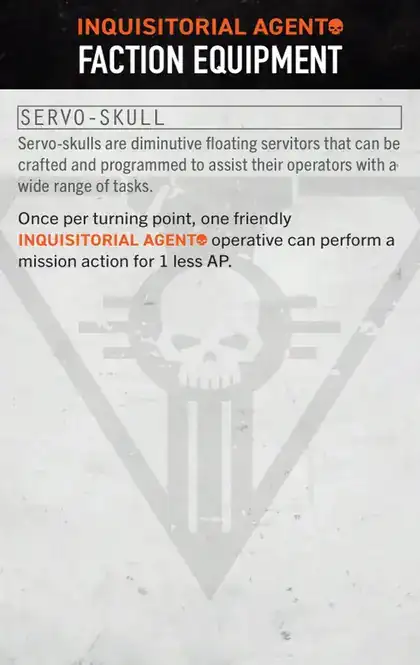 INQUISITORIAL AGENT
FACTION EQUIPMENT
SERVO-SKULL
Servo-skulls are diminutive floating servitors that can be
crafted and programmed to assist their operators with a
wide range of tasks.
Once per turning point, one friendly
INQUISITORIAL AGENT operative can perform a
mission action for 1 less AP.